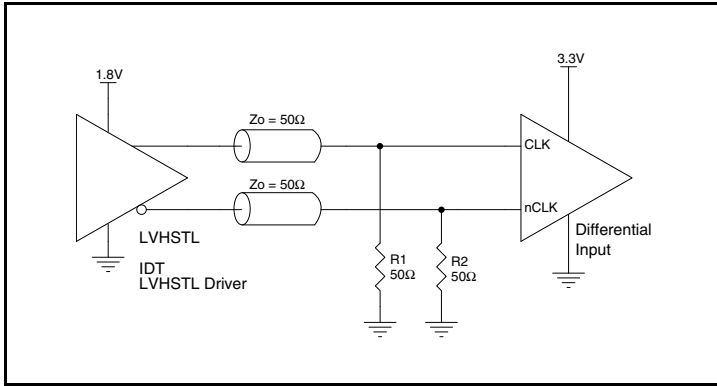 1.8V
3.3V
Zo = 50Ω
CLK
Zo = 50Ω
nCLK
LVHSTL
IDT
LVHSTL Driver
R1
50Ω
R2
50Ω
Differential
Input